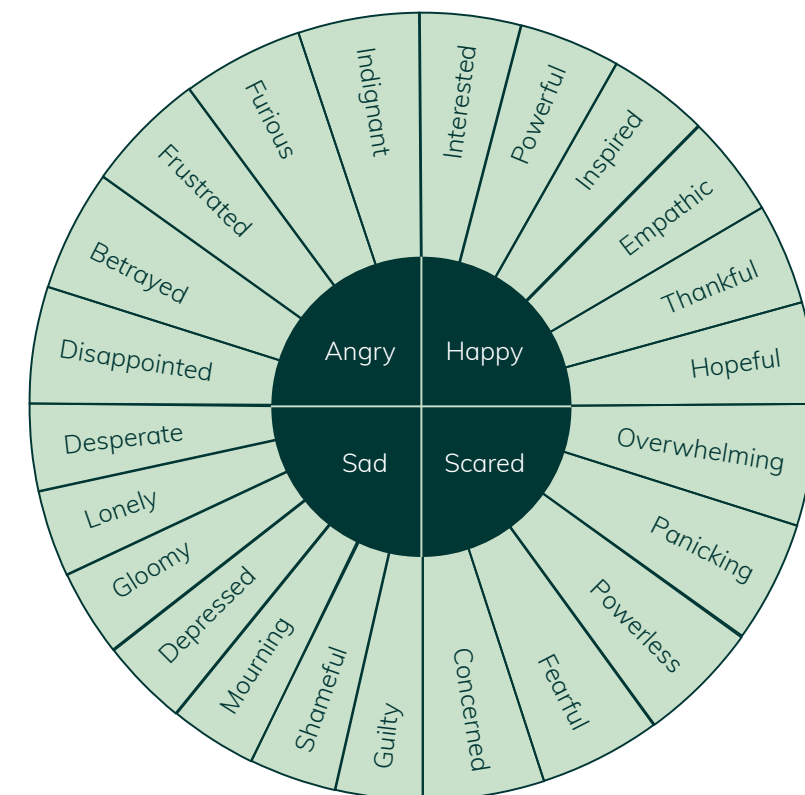 Indignant
Interested
Furious
Powerful
Frustrated
Inspired
Betrayed
Empathic
Disappointed
Thankful
Hopeful
Angry
Happy
Sad
Scared
Desperate
Overwhelming
Lonely
Panicking
Gloomy
Powerless
Depressed
Fearful
Mourning
Concerned
Shameful
Guilty